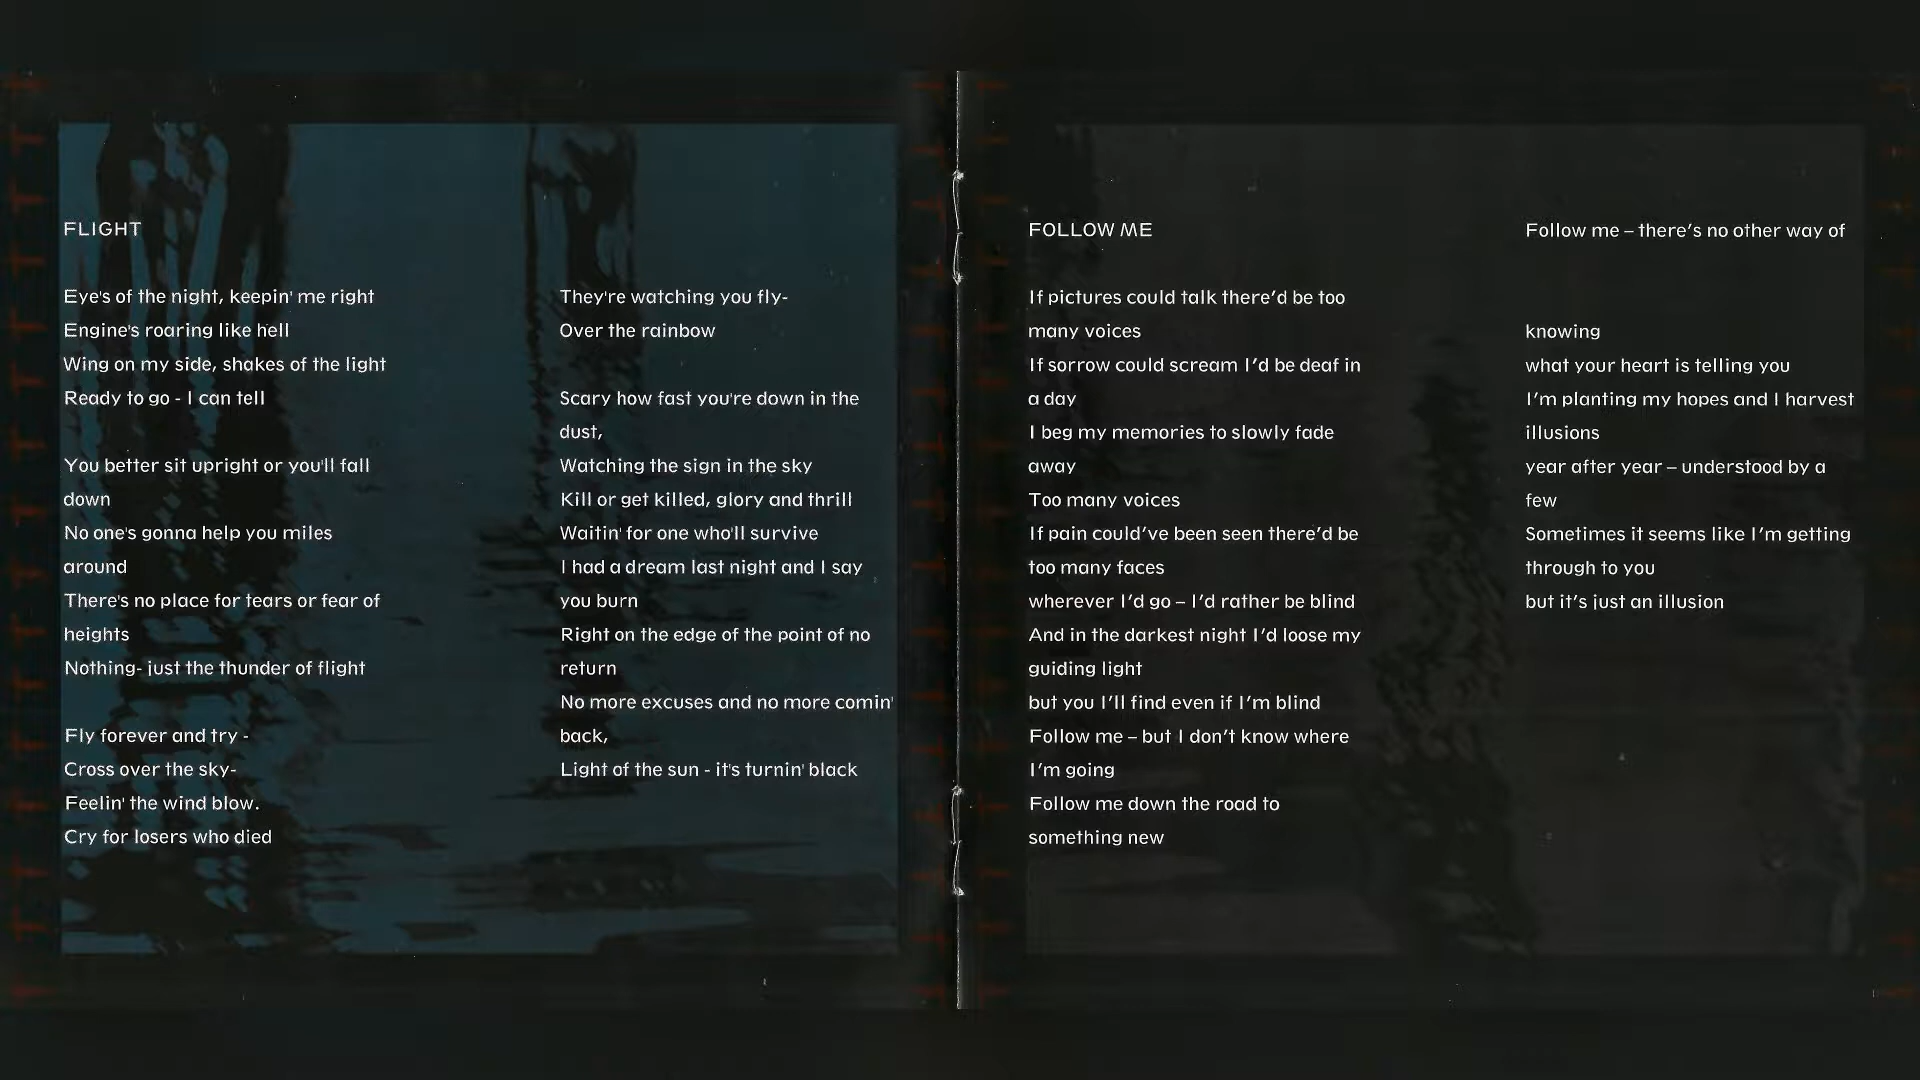 FLIGHT
Eye's of the night, keepin' me right
Engine's roaring like hell
Wing on my side, shakes of the light
Ready to go - I can tell
You better sit upright or you'll fall
down
No one's gonna help you miles
around
There's no place for tears or fear of
heights
Nothing- just the thunder of flight
Fly forever and try -
Cross over the sky-
Feelin' the wind blow.
Cry for losers who died
They're watching you fly-
Over the rainbow
Scary how fast you're down in the
dust,
Watching the sign in the sky
Kill or get killed, glory and thrill
Waitin' for one who'll survive
I had a dream last night and I say
you burn
Right on the edge of the point of no
return
No more excuses and no more comin'
back,
Light of the sun - it's turnin' black
FOLLOW ME
If pictures could talk there’d be too
many voices
If sorrow could scream I’d be deaf in
a day
I beg my memories to slowly fade
away
Too many voices
If pain could’ve been seen there’d be
too many faces
wherever I’d go – I’d rather be blind
And in the darkest night I’d loose my
guiding light
but you I’ll find even if I’m blind
Follow me – but I don’t know where
I’m going
Follow me down the road to
something new
Follow me – there’s no other way of
knowing
what your heart is telling you
I’m planting my hopes and I harvest
illusions
year after year – understood by a
few
Sometimes it seems like I’m getting
through to you
but it’s just an illusion